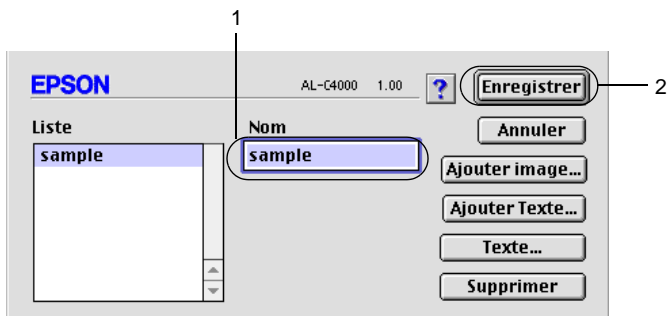 1
EPSON
AL-C4000 1.00
?
Enregistrer
2
Liste
Nom
Annuler
sample
sample
Ajouter image...
Ajouter Texte...
Texte...
Supprimer